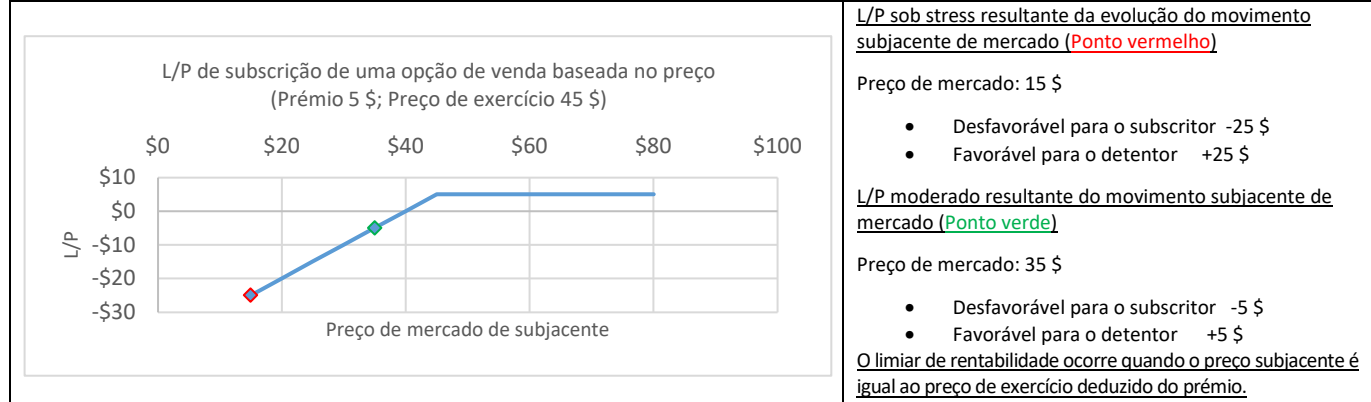 L/P de subscrição de uma opção de venda baseada no preço
(Prémio 5 $; Preço de exercício 45 $)
$0 $20 $40 $60 $80 $100
$10
$0
-$10
-$20
-$30
L/P
Preço de mercado de subjacente
L/P sob stress resultante da evolução do movimento
subjacente de mercado (Ponto vermelho)
Preço de mercado: 15 $
• Desfavorável para o subscritor -25 $
• Favorável para o detentor +25 $
L/P moderado resultante do movimento subjacente de
mercado (Ponto verde)
Preço de mercado: 35 $
• Desfavorável para o subscritor -5 $
• Favorável para o detentor +5 $
O limiar de rentabilidade ocorre quando o preço subjacente é
igual ao preço de exercício deduzido do prémio.